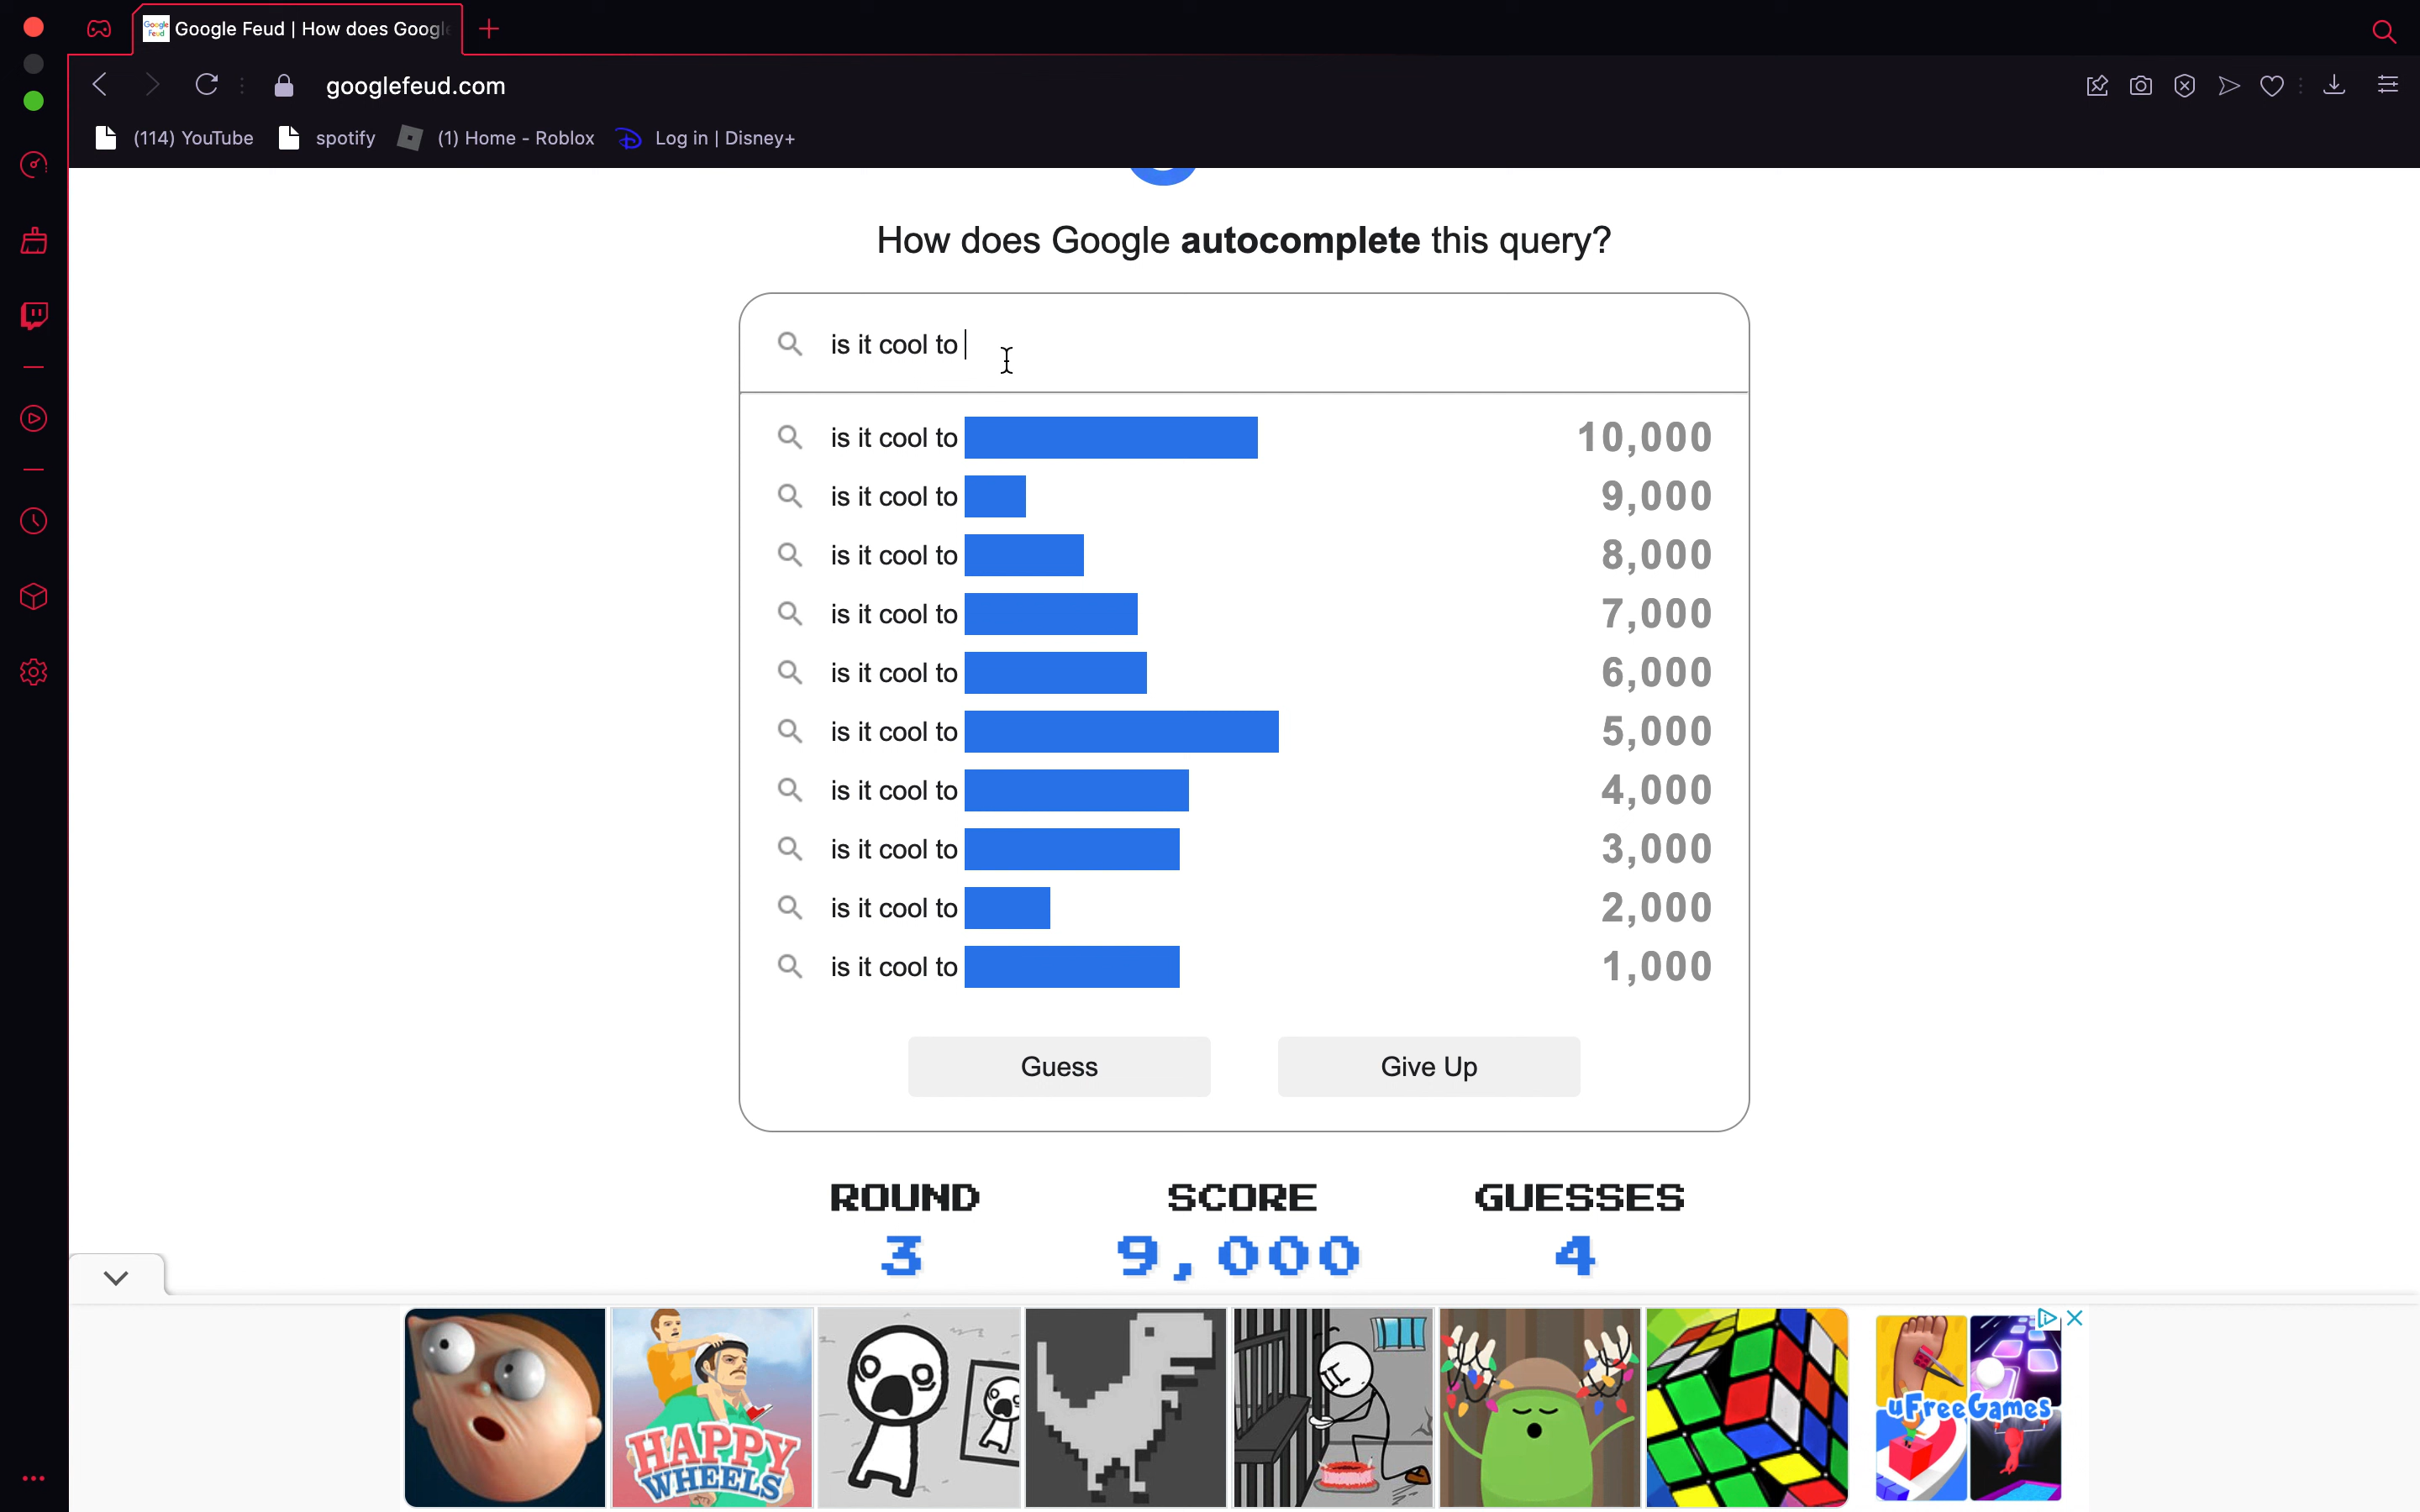 Google Feud | How does Googl
googlefeud.com
(114) YouTube spotify (1) Home - Roblox Log in | Disney+
How does Google autocomplete this query?
is it cool to
is it cool to 10,000
is it cool to 9,000
is it cool to 8,000
is it cool to 7,000
is it cool to 6,000
is it cool to 5,000
is it cool to 4,000
is it cool to 3,000
is it cool to 2,000
is it cool to 1,000
Guess Give Up
ROUND SCORE GUESSES
3 9,000 4
HAPPY
WHEELS
uFreeGames